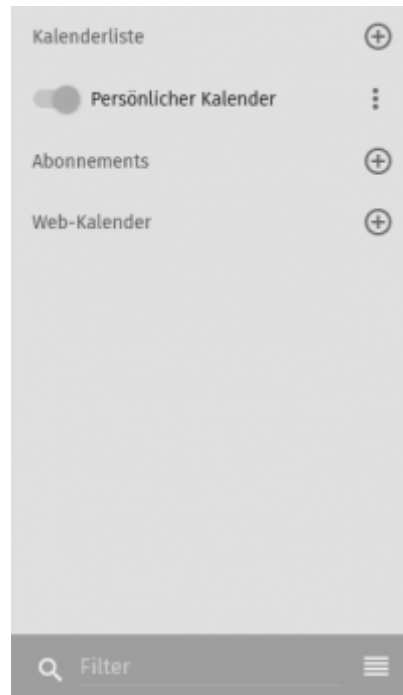 Kalenderliste
Persönlicher Kalender
Abonnements
Web-Kalender
Filter